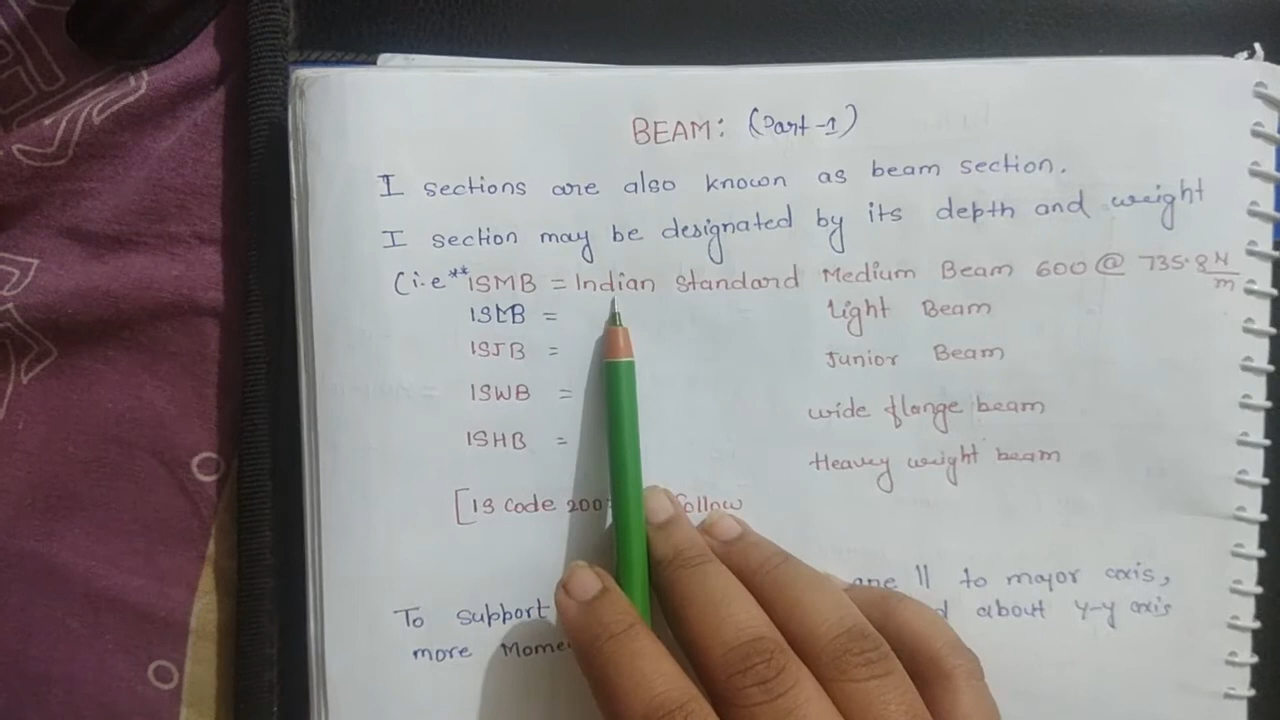 BEAM: (Part-1)
I sections are also known as beam section.
I section may be designated by its depth and weight
(i.e **ISMB = Indian Standard Medium Beam 600 @ 735.8 N/m
ISLB = Light Beam
ISJB = Junior Beam
ISWB = wide flange beam
ISHB = Heavy weight beam
[IS code 200 follow
|| to major axis,
To support about y-y axis
more